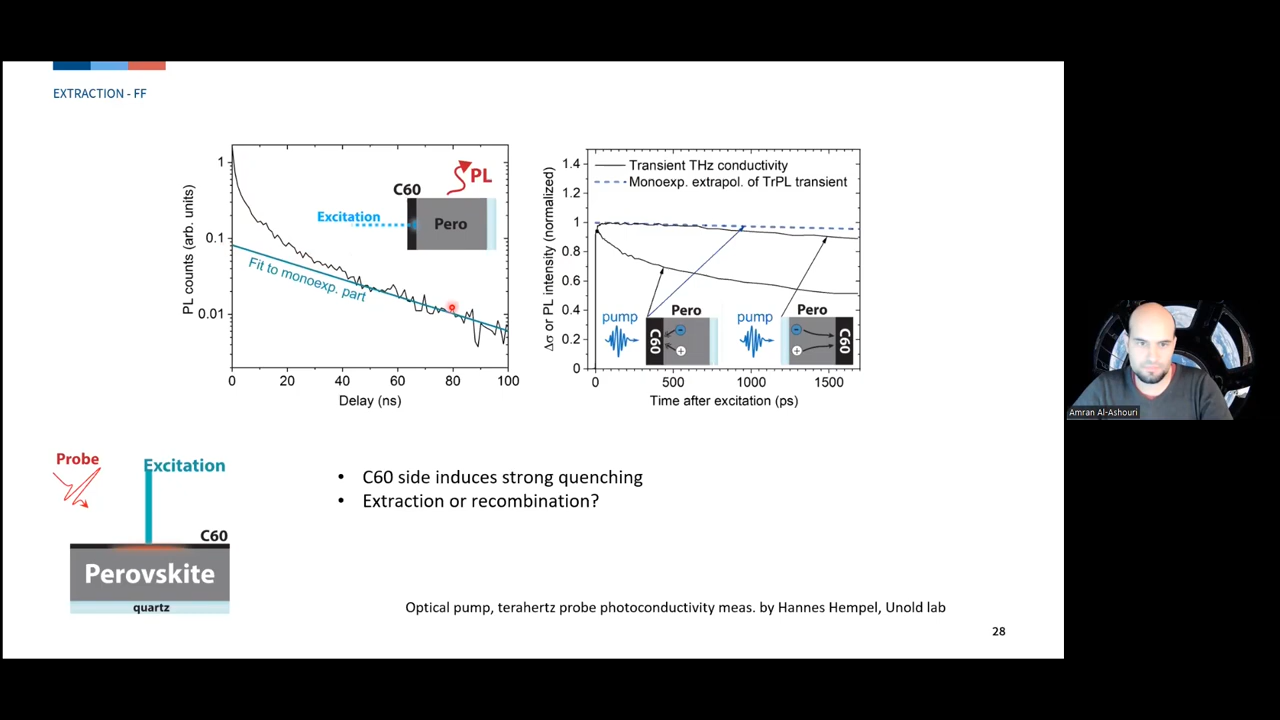 EXTRACTION - FF
1
0.1
0.01
PL counts (arb. units)
0
20
40
60
80
100
Delay (ns)
Fit to monoexp. part
Excitation
C60
PL
Pero
1.4
1.2
1
0.8
0.6
0.4
0.2
0
Δσ or PL intensity (normalized)
Transient THz conductivity
Monoexp. extrapol. of TrPL transient
pump
C60
Pero
−
+
pump
Pero
−
+
C60
0
500
1000
1500
Time after excitation (ps)
Amran Al-Ashouri
Probe
Excitation
C60
Perovskite
quartz
• C60 side induces strong quenching
• Extraction or recombination?
Optical pump, terahertz probe photoconductivity meas. by Hannes Hempel, Unold lab
28